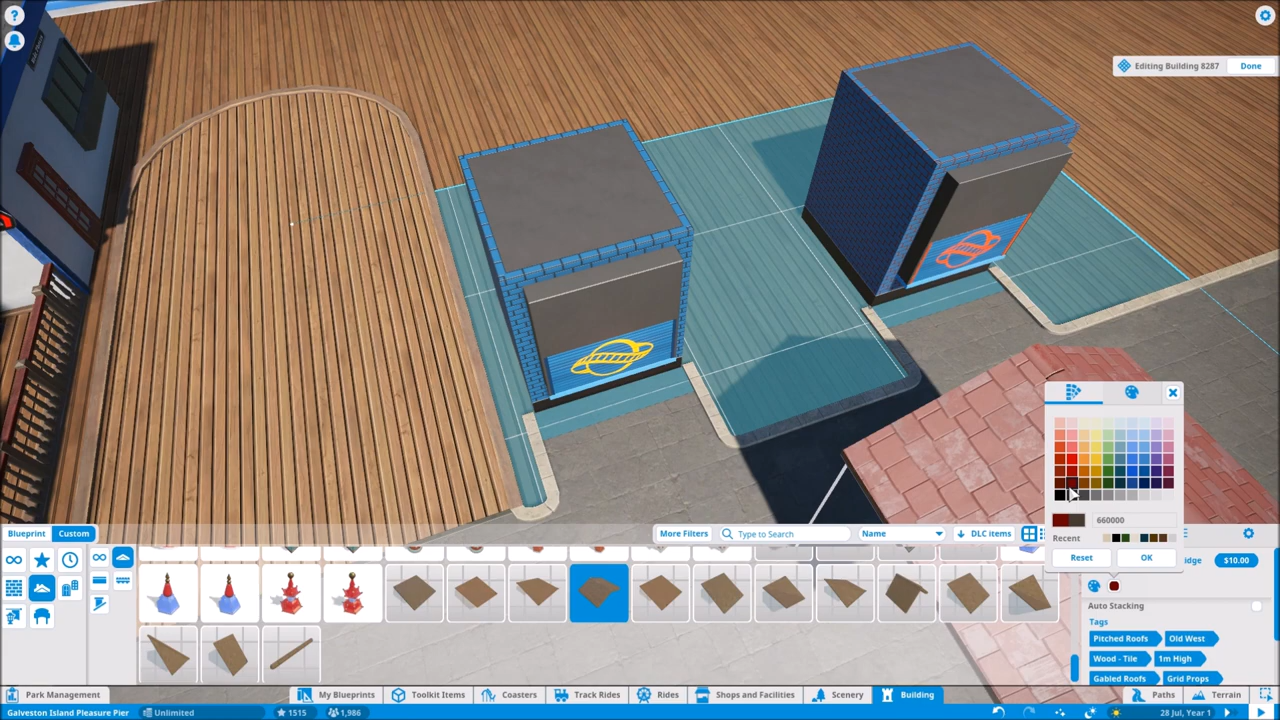 ?
Editing Building 8287 Done
660000
Recent
Reset OK
Blueprint Custom
More Filters Type to Search Name DLC items
$10.00
Auto Stacking
Tags
Pitched Roofs Old West
Wood - Tile 1m High
Gabled Roofs Grid Props
Park Management My Blueprints Toolkit Items Coasters Track Rides Rides Shops and Facilities Scenery Building Paths Terrain
Galveston Island Pleasure Pier Unlimited 1515 1,986 28 Jul, Year 1